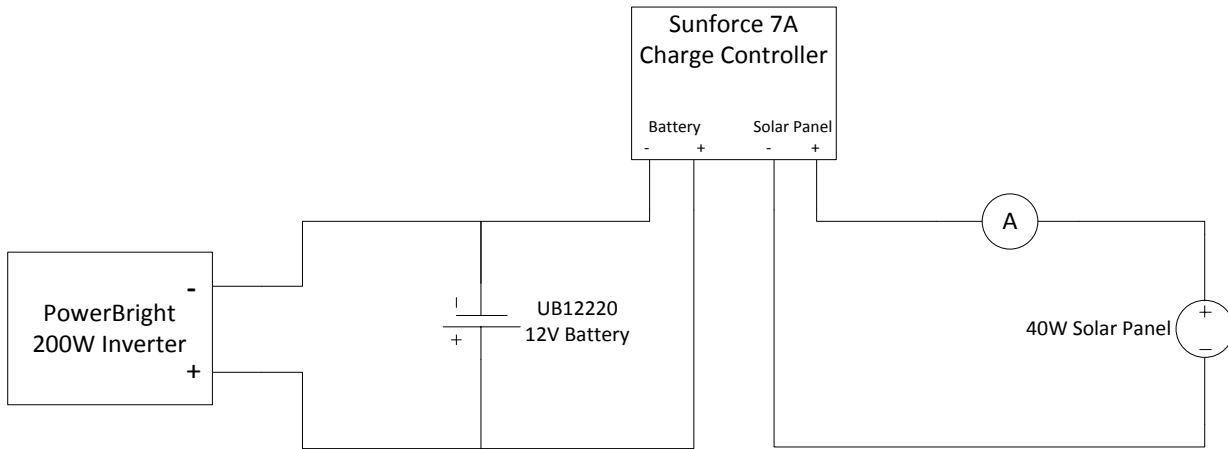 Sunforce 7A
Charge Controller
Battery
Solar Panel
- + - +
A
-
PowerBright
200W Inverter
+
UB12220
12V Battery
-
+
40W Solar Panel
+
-